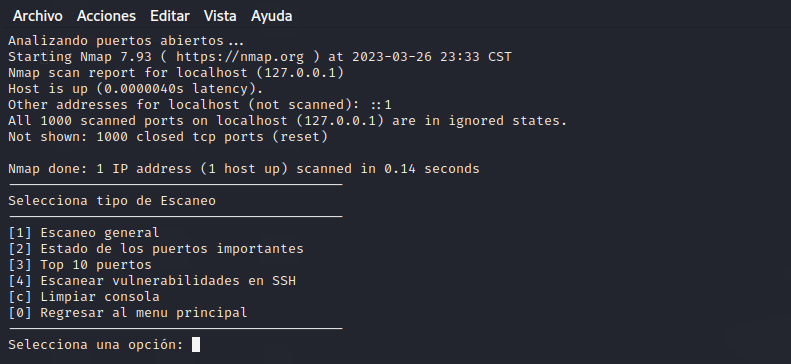 Archivo Acciones Editar Vista Ayuda
Analizando puertos abiertos...
Starting Nmap 7.93 ( https://nmap.org ) at 2023-03-26 23:33 CST
Nmap scan report for localhost (127.0.0.1)
Host is up (0.0000040s latency).
Other addresses for localhost (not scanned): ::1
All 1000 scanned ports on localhost (127.0.0.1) are in ignored states.
Not shown: 1000 closed tcp ports (reset)
Nmap done: 1 IP address (1 host up) scanned in 0.14 seconds
------------------------------------------
Selecciona tipo de Escaneo
------------------------------------------
[1] Escaneo general
[2] Estado de los puertos importantes
[3] Top 10 puertos
[4] Escanear vulnerabilidades en SSH
[c] Limpiar consola
[0] Regresar al menu principal
------------------------------------------
Selecciona una opción: